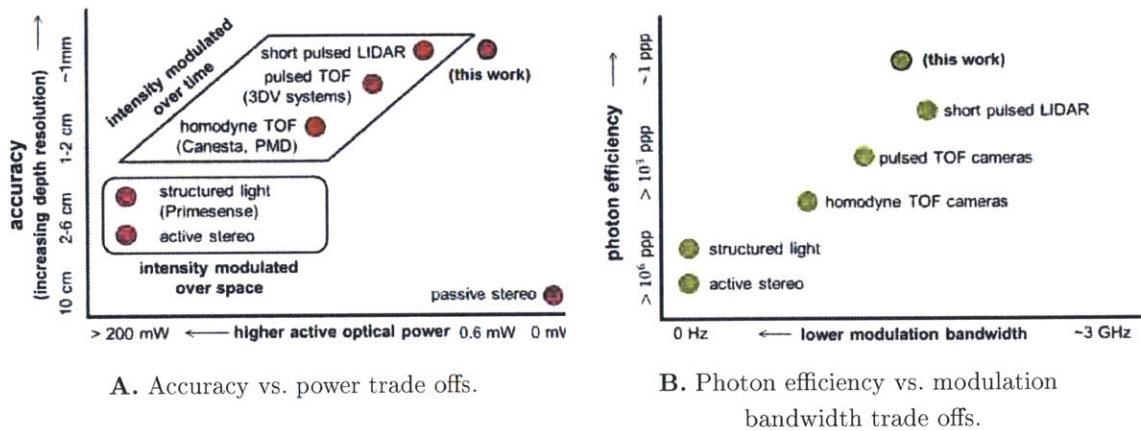 accuracy
(increasing depth resolution)
10 cm
2-6 cm
1-2 cm
~1mm
intensity modulated
over time
short pulsed LIDAR
(this work)
pulsed TOF
(3DV systems)
homodyne TOF
(Canesta, PMD)
structured light
(Primesense)
active stereo
intensity modulated
over space
passive stereo
> 200 mW
higher active optical power
0.6 mW
0 mW
A. Accuracy vs. power trade offs.
photon efficiency
> 10⁶ ppp
> 10³ ppp
~1 ppp
(this work)
short pulsed LIDAR
pulsed TOF cameras
homodyne TOF cameras
structured light
active stereo
0 Hz
lower modulation bandwidth
~3 GHz
B. Photon efficiency vs. modulation
bandwidth trade offs.